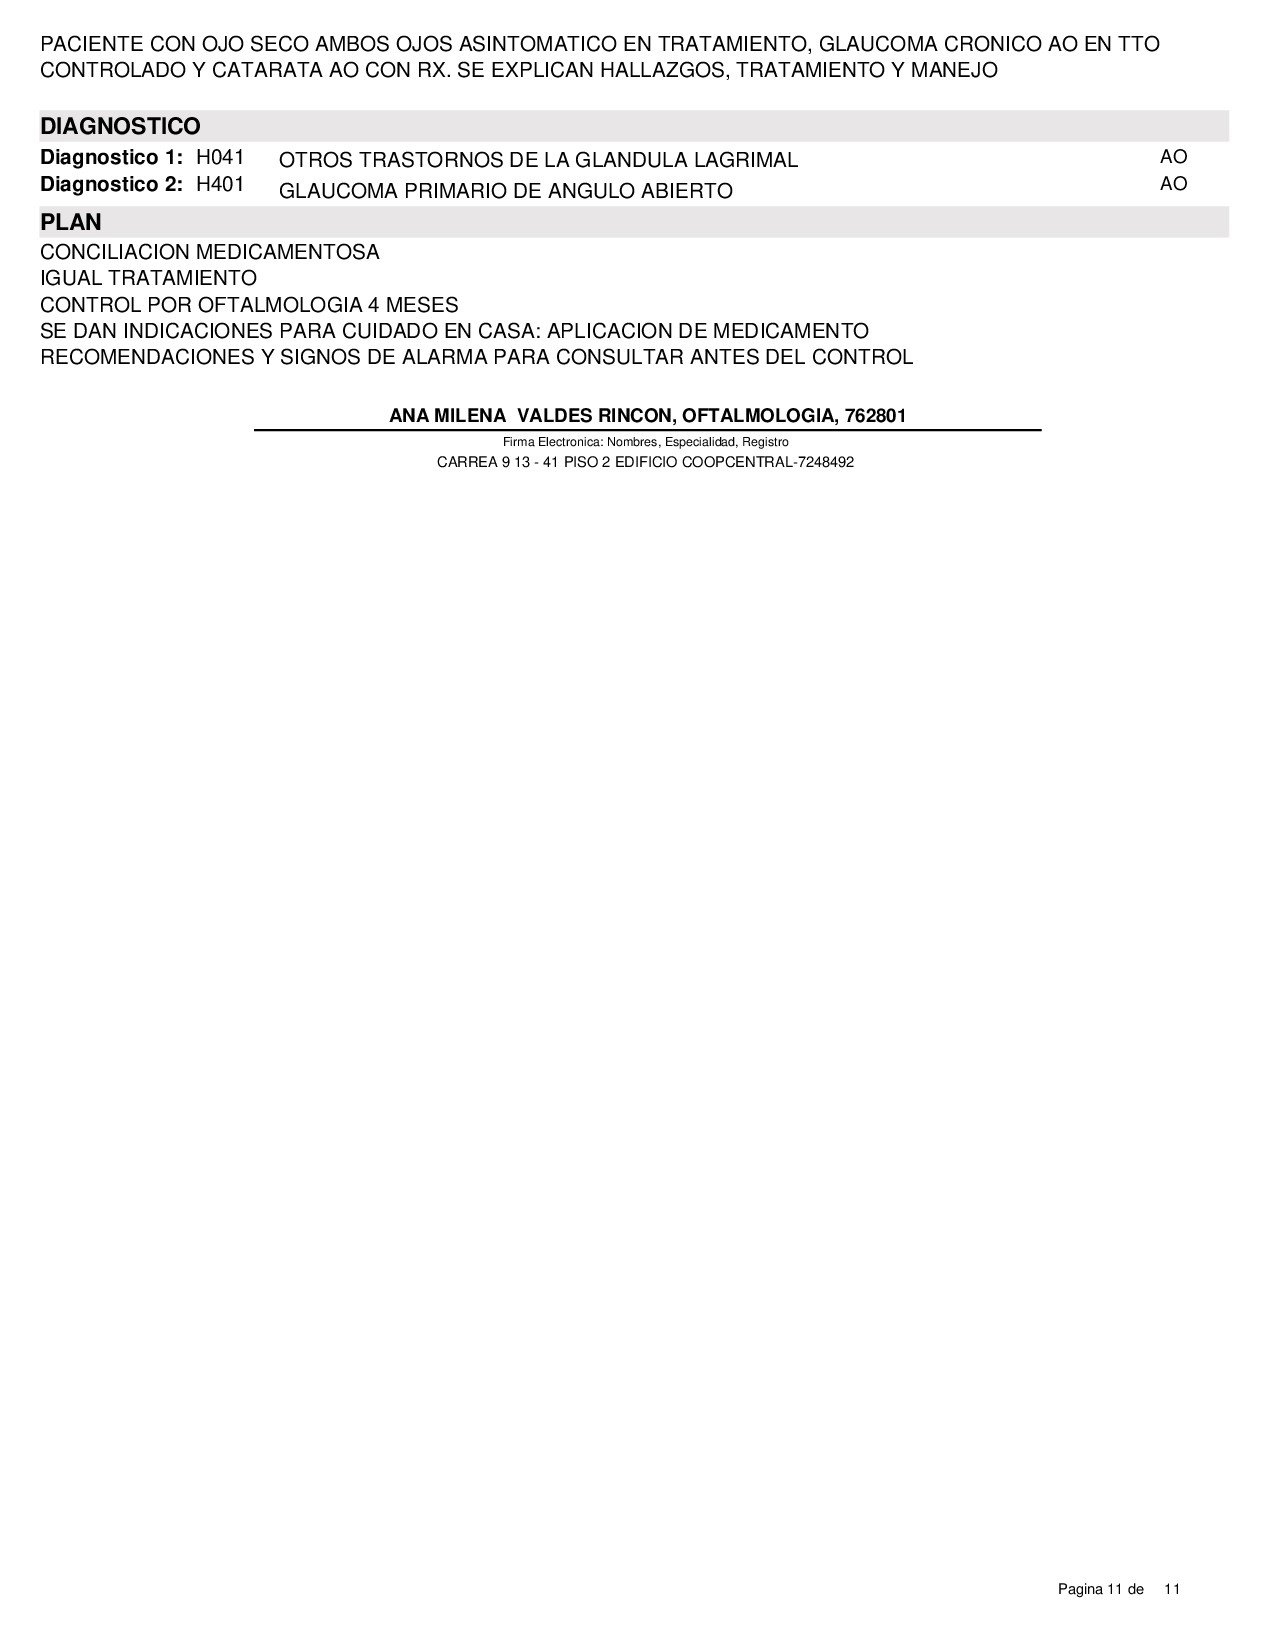 PACIENTE CON OJO SECO AMBOS OJOS ASINTOMATICO EN TRATAMIENTO, GLAUCOMA CRONICO AO EN TTO
CONTROLADO Y CATARATA AO CON RX. SE EXPLICAN HALLAZGOS, TRATAMIENTO Y MANEJO
DIAGNOSTICO
Diagnostico 1: H041 OTROS TRASTORNOS DE LA GLANDULA LAGRIMAL AO
Diagnostico 2: H401 GLAUCOMA PRIMARIO DE ANGULO ABIERTO AO
PLAN
CONCILIACION MEDICAMENTOSA
IGUAL TRATAMIENTO
CONTROL POR OFTALMOLOGIA 4 MESES
SE DAN INDICACIONES PARA CUIDADO EN CASA: APLICACION DE MEDICAMENTO
RECOMENDACIONES Y SIGNOS DE ALARMA PARA CONSULTAR ANTES DEL CONTROL
ANA MILENA  VALDES RINCON, OFTALMOLOGIA, 762801
Firma Electronica: Nombres, Especialidad, Registro
CARREA 9 13 - 41 PISO 2 EDIFICIO COOPCENTRAL-7248492
Pagina 11 de 11